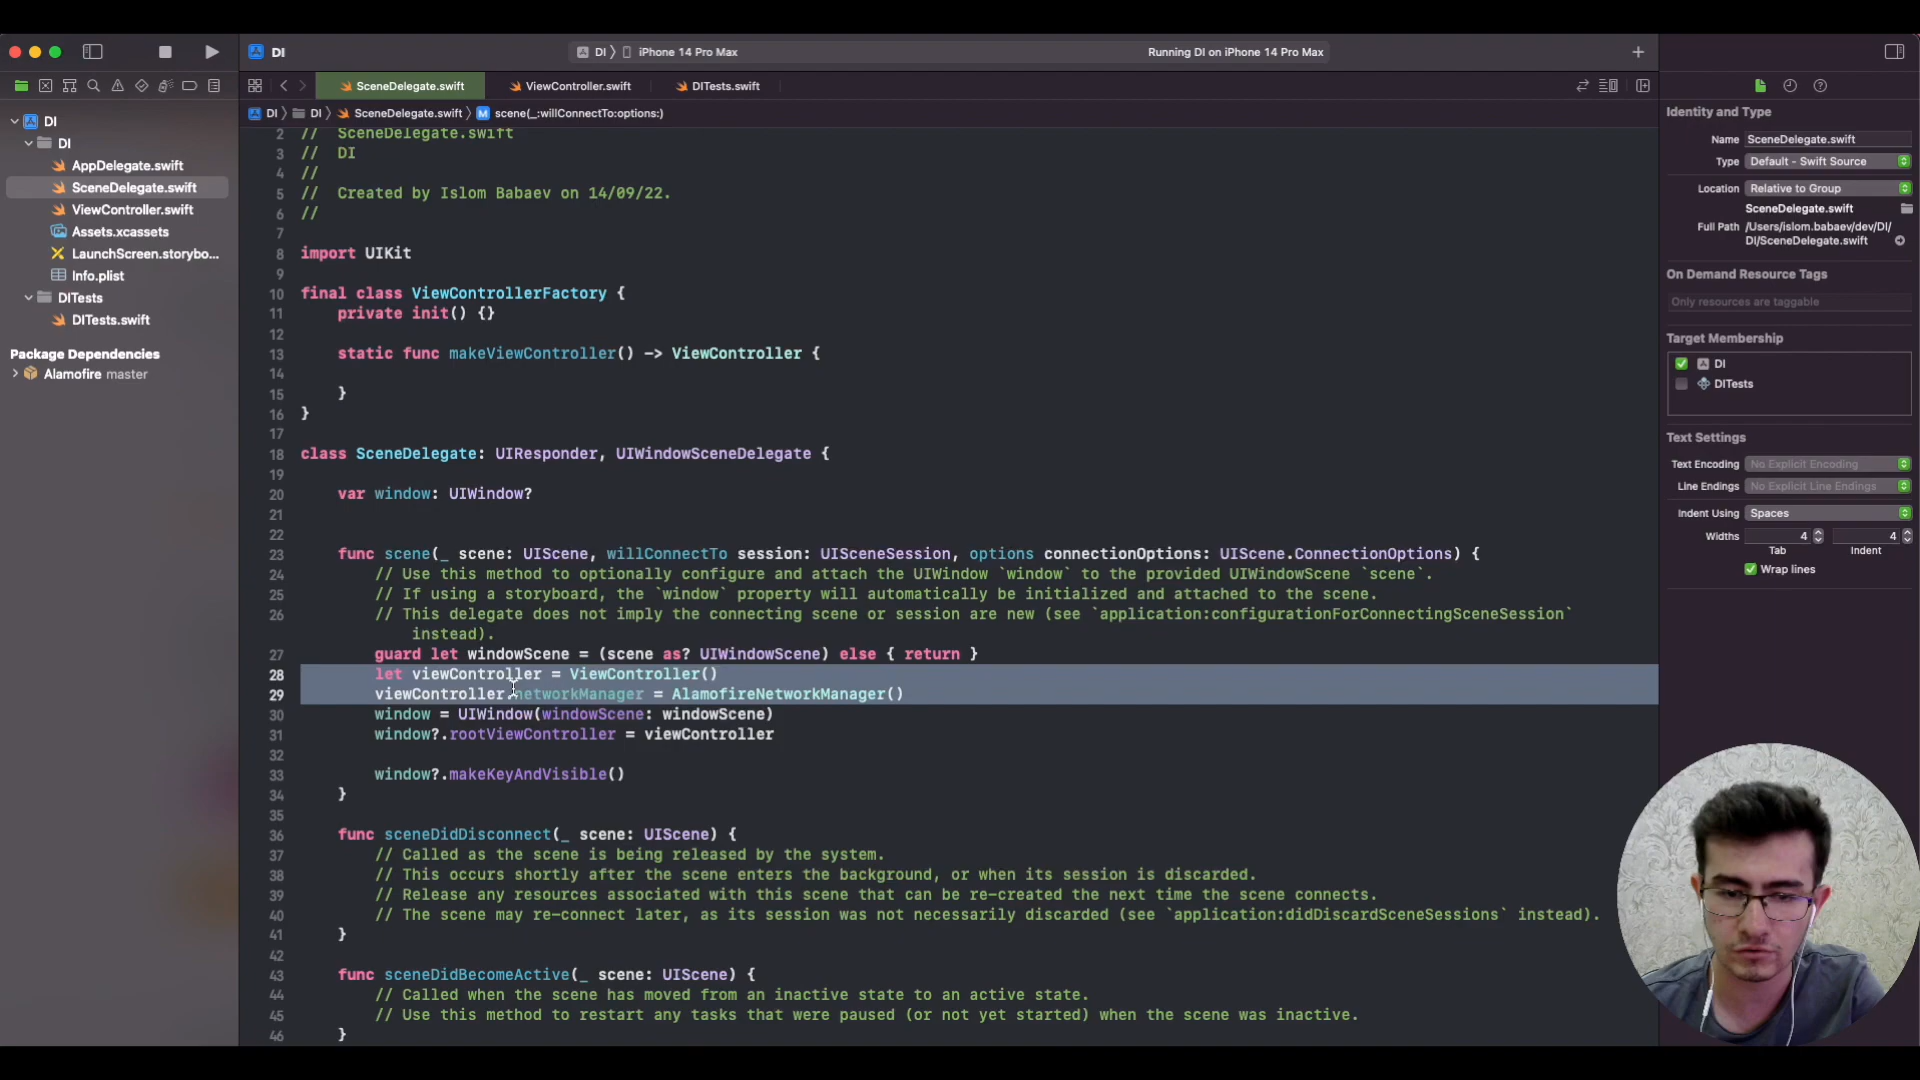 DI
DI 〉 iPhone 14 Pro Max
Running DI on iPhone 14 Pro Max
SceneDelegate.swift
ViewController.swift
DITests.swift
DI 〉 DI 〉 SceneDelegate.swift 〉 M scene(_:willConnectTo:options:)
DI
DI
AppDelegate.swift
SceneDelegate.swift
ViewController.swift
Assets.xcassets
LaunchScreen.storybo...
Info.plist
DITests
DITests.swift
Package Dependencies
Alamofire master
2 //  SceneDelegate.swift
3 //  DI
4 //
5 //  Created by Islom Babaev on 14/09/22.
6 //
7
8 import UIKit
9
10 final class ViewControllerFactory {
11     private init() {}
12
13     static func makeViewController() -> ViewController {
14
15     }
16 }
17
18 class SceneDelegate: UIResponder, UIWindowSceneDelegate {
19
20     var window: UIWindow?
21
22
23     func scene(_ scene: UIScene, willConnectTo session: UISceneSession, options connectionOptions: UIScene.ConnectionOptions) {
24         // Use this method to optionally configure and attach the UIWindow `window` to the provided UIWindowScene `scene`.
25         // If using a storyboard, the `window` property will automatically be initialized and attached to the scene.
26         // This delegate does not imply the connecting scene or session are new (see `application:configurationForConnectingSceneSession`
instead).
27         guard let windowScene = (scene as? UIWindowScene) else { return }
28         let viewController = ViewController()
29         viewController.networkManager = AlamofireNetworkManager()
30         window = UIWindow(windowScene: windowScene)
31         window?.rootViewController = viewController
32
33         window?.makeKeyAndVisible()
34     }
35
36     func sceneDidDisconnect(_ scene: UIScene) {
37         // Called as the scene is being released by the system.
38         // This occurs shortly after the scene enters the background, or when its session is discarded.
39         // Release any resources associated with this scene that can be re-created the next time the scene connects.
40         // The scene may re-connect later, as its session was not necessarily discarded (see `application:didDiscardSceneSessions` instead).
41     }
42
43     func sceneDidBecomeActive(_ scene: UIScene) {
44         // Called when the scene has moved from an inactive state to an active state.
45         // Use this method to restart any tasks that were paused (or not yet started) when the scene was inactive.
46     }
Identity and Type
Name SceneDelegate.swift
Type Default - Swift Source
Location Relative to Group
SceneDelegate.swift
Full Path /Users/islom.babaev/dev/DI/
DI/SceneDelegate.swift
On Demand Resource Tags
Only resources are taggable
Target Membership
DI
DITests
Text Settings
Text Encoding No Explicit Encoding
Line Endings No Explicit Line Endings
Indent Using Spaces
Widths 4 4
Tab Indent
Wrap lines